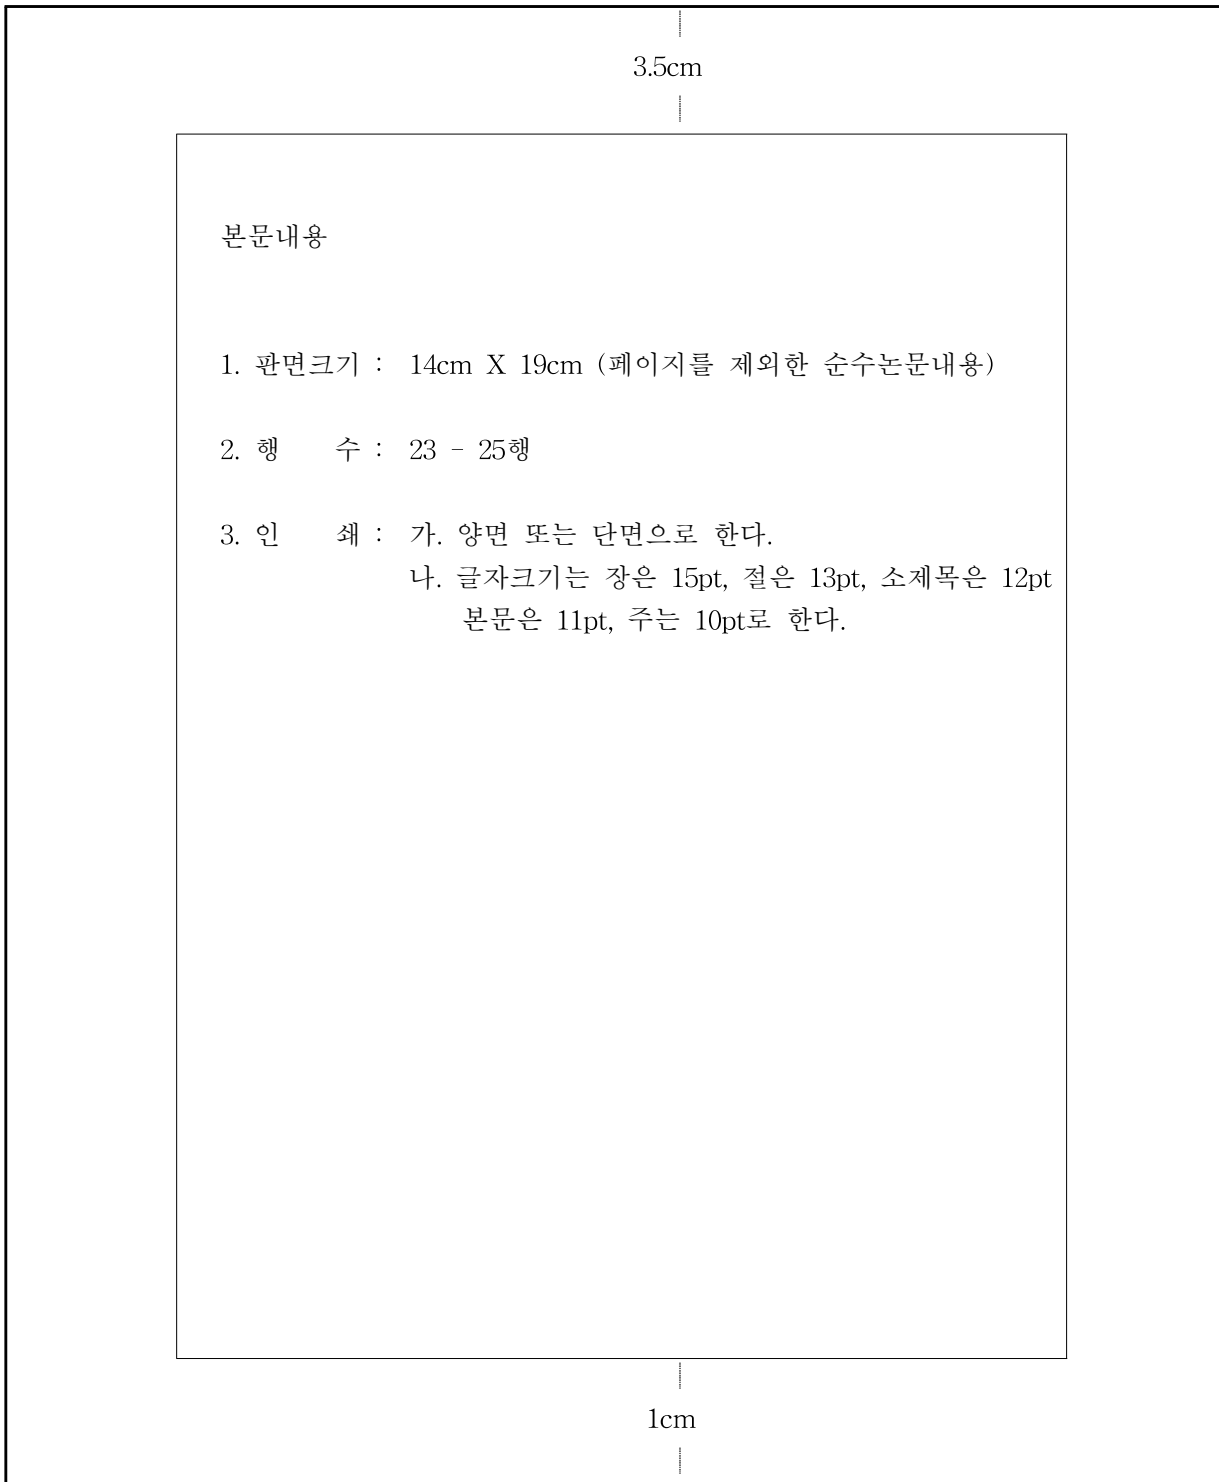 3.5cm
본문내용
1. 판면크기 : 14cm X 19cm (페이지를 제외한 순수논문내용)
2. 행 수 : 23 - 25행
3. 인 쇄 : 가. 양면 또는 단면으로 한다.
나. 글자크기는 장은 15pt, 절은 13pt, 소제목은 12pt
본문은 11pt, 주는 10pt로 한다.
1cm